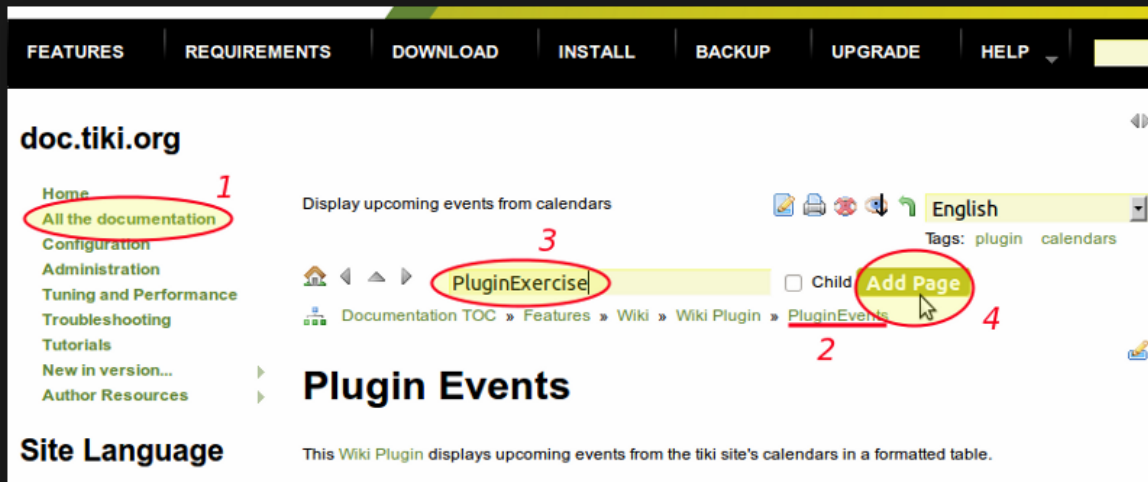 FEATURES REQUIREMENTS DOWNLOAD INSTALL BACKUP UPGRADE HELP
doc.tiki.org
1
Home
All the documentation
Configuration
Administration
Tuning and Performance
Troubleshooting
Tutorials
New in version...
Author Resources
Site Language
Display upcoming events from calendars
English
Tags: plugin calendars
3
PluginExercise
Child
Add Page
4
Documentation TOC » Features » Wiki » Wiki Plugin » PluginEvents
2
Plugin Events
This Wiki Plugin displays upcoming events from the tiki site's calendars in a formatted table.